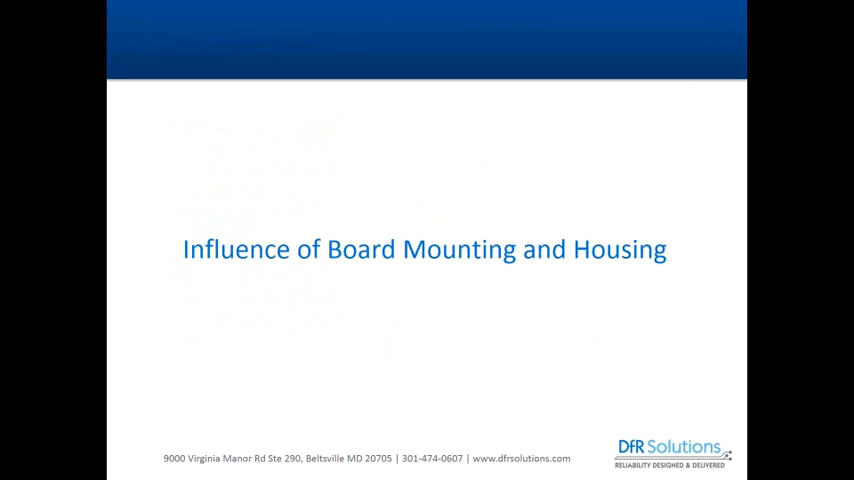 Influence of Board Mounting and Housing
9000 Virginia Manor Rd Ste 290, Beltsville MD 20705 | 301-474-0607 | www.dfrsolutions.com
DfR Solutions
RELIABILITY DESIGNED & DELIVERED